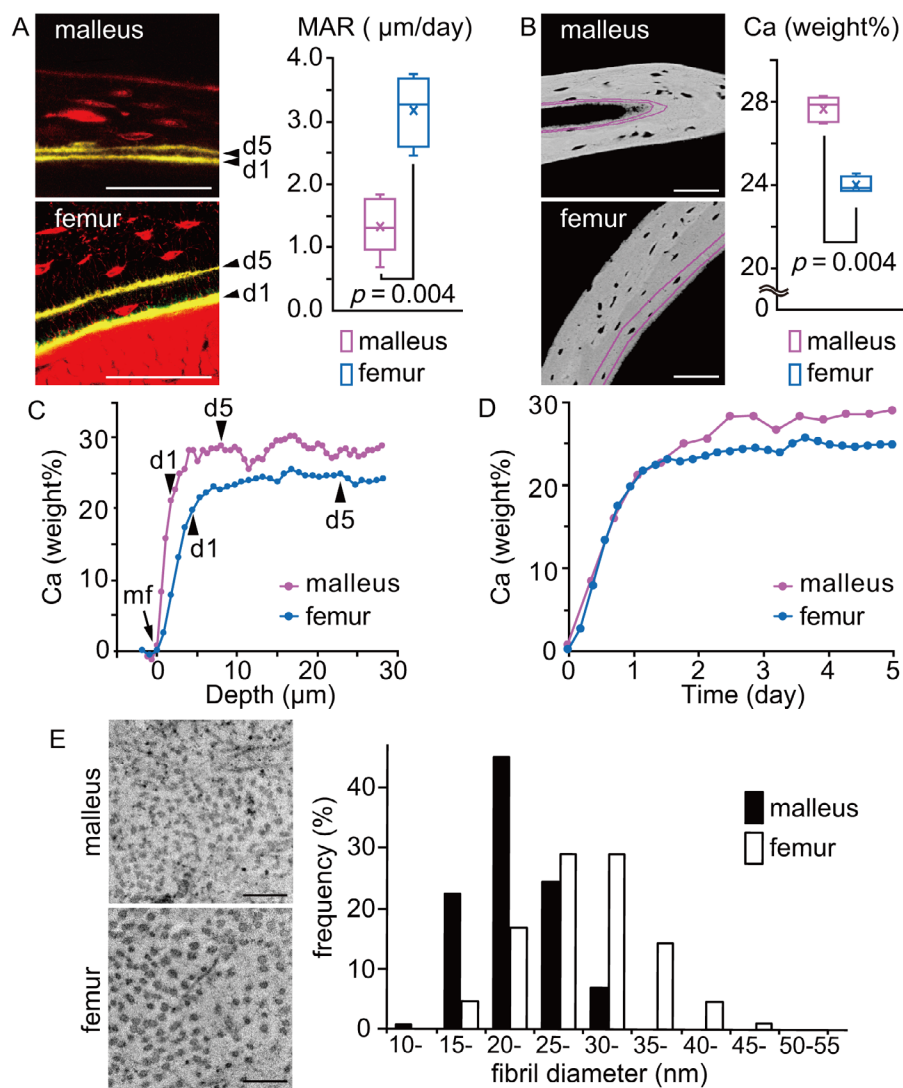 A
malleus
d5
d1
femur
d5
d1
MAR ( μm/day)
4.0
3.0
2.0
1.0
0.0
p = 0.004
malleus
femur
B
malleus
femur
Ca (weight%)
28
24
20
0
p = 0.004
malleus
femur
C
Ca (weight%)
30
20
10
0
mf
d1
d5
d1
d5
malleus
femur
0 10 20 30
Depth (μm)
D
Ca (weight%)
30
20
10
0
malleus
femur
0 1 2 3 4 5
Time (day)
E
malleus
femur
frequency (%)
40
30
20
10
0
malleus
femur
10- 15- 20- 25- 30- 35- 40- 45- 50-55
fibril diameter (nm)